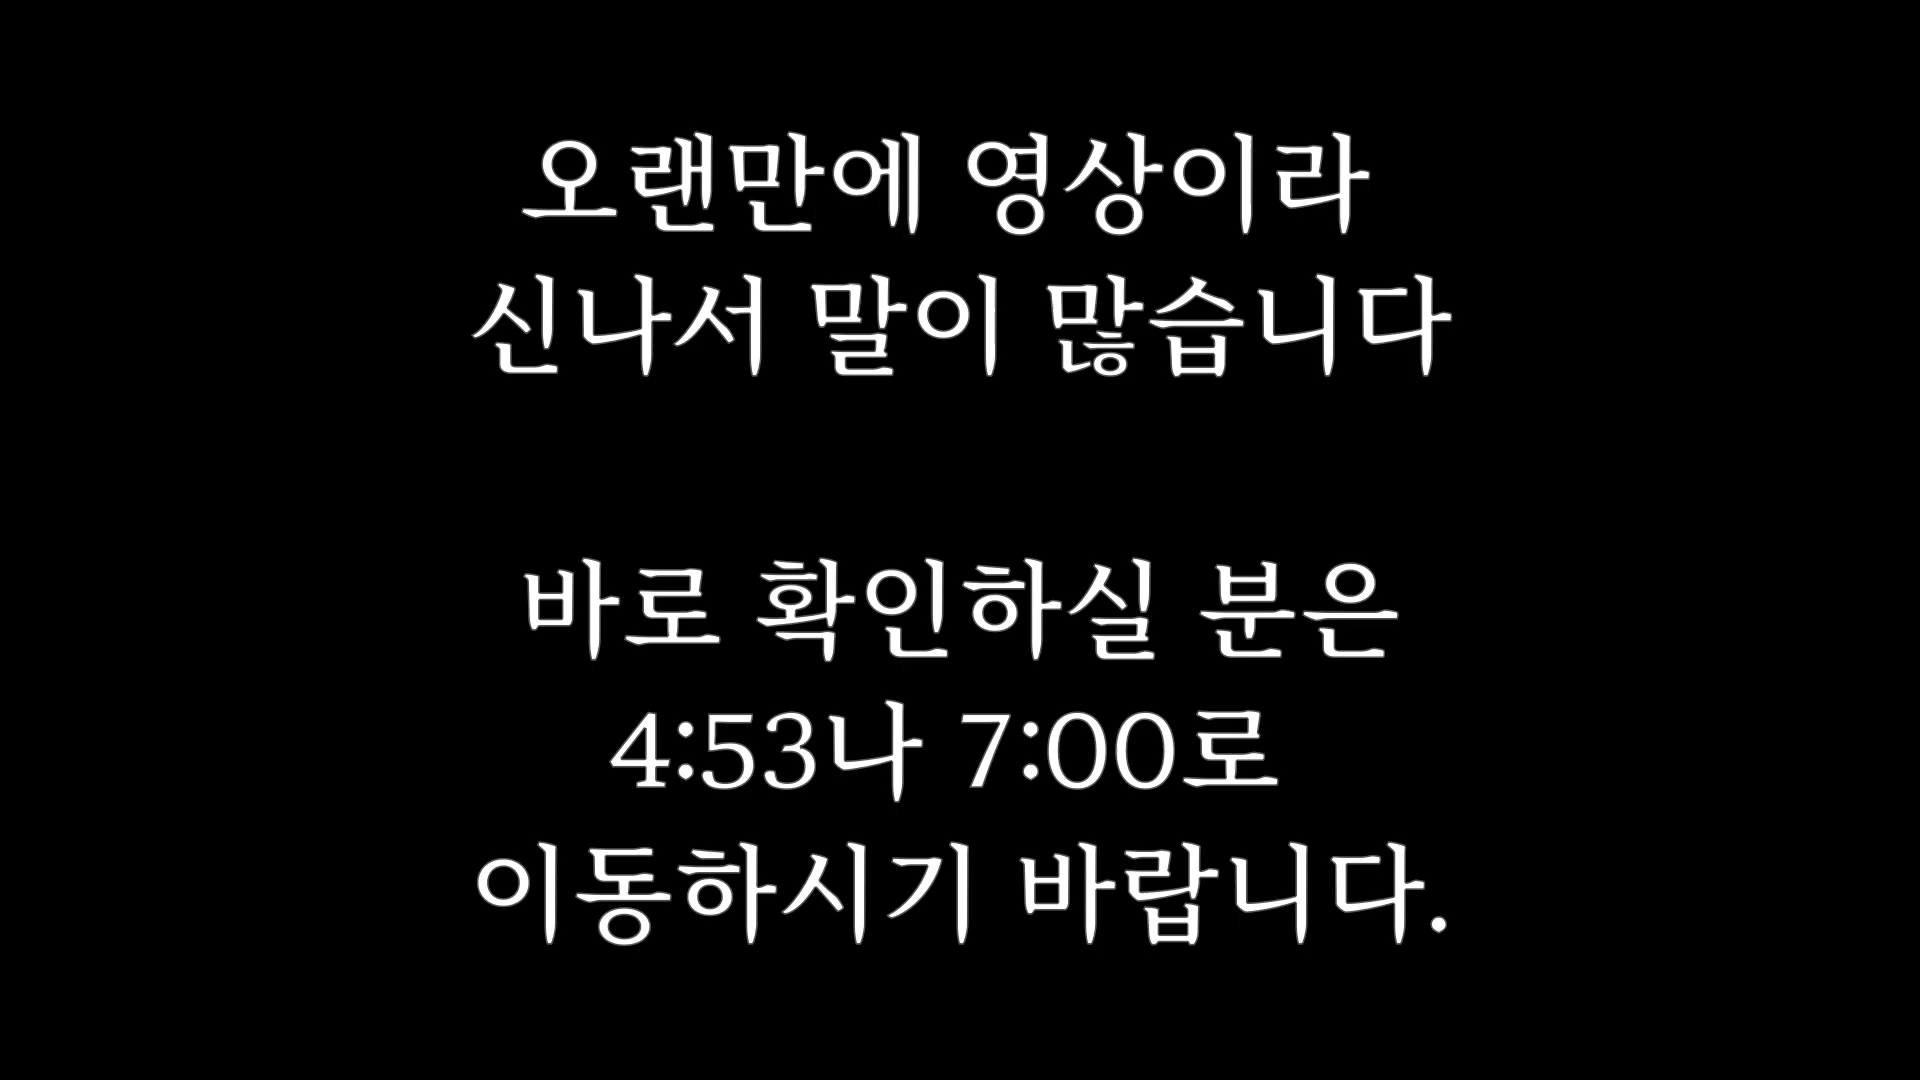 오랜만에 영상이라
신나서 말이 많습니다
바로 확인하실 분은
4:53나 7:00로
이동하시기 바랍니다.